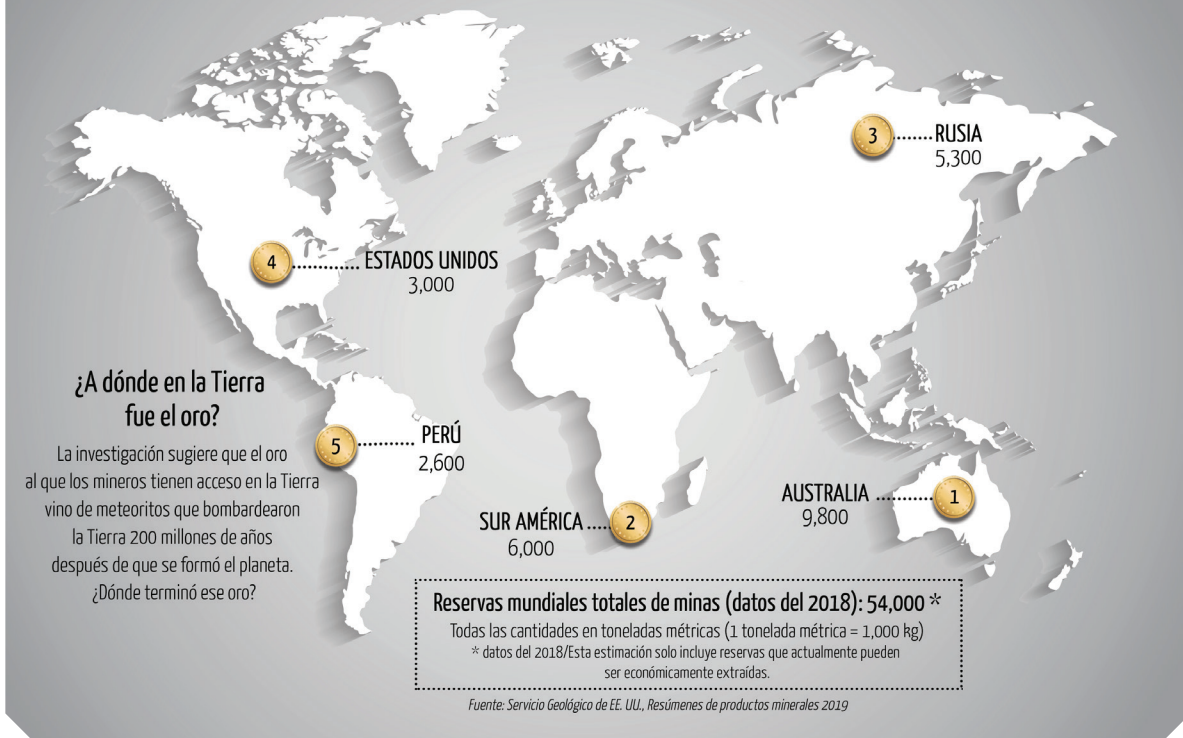 3 RUSIA
5,300
4 ESTADOS UNIDOS
3,000
¿A dónde en la Tierra
fue el oro?
La investigación sugiere que el oro
al que los mineros tienen acceso en la Tierra
vino de meteoritos que bombardearon
la Tierra 200 millones de años
después de que se formó el planeta.
¿Dónde terminó ese oro?
5 PERÚ
2,600
SUR AMÉRICA 2
6,000
AUSTRALIA 1
9,800
Reservas mundiales totales de minas (datos del 2018): 54,000 *
Todas las cantidades en toneladas métricas (1 tonelada métrica = 1,000 kg)
* datos del 2018/Esta estimación solo incluye reservas que actualmente pueden
ser económicamente extraídas.
Fuente: Servicio Geológico de EE. UU., Resúmenes de productos minerales 2019